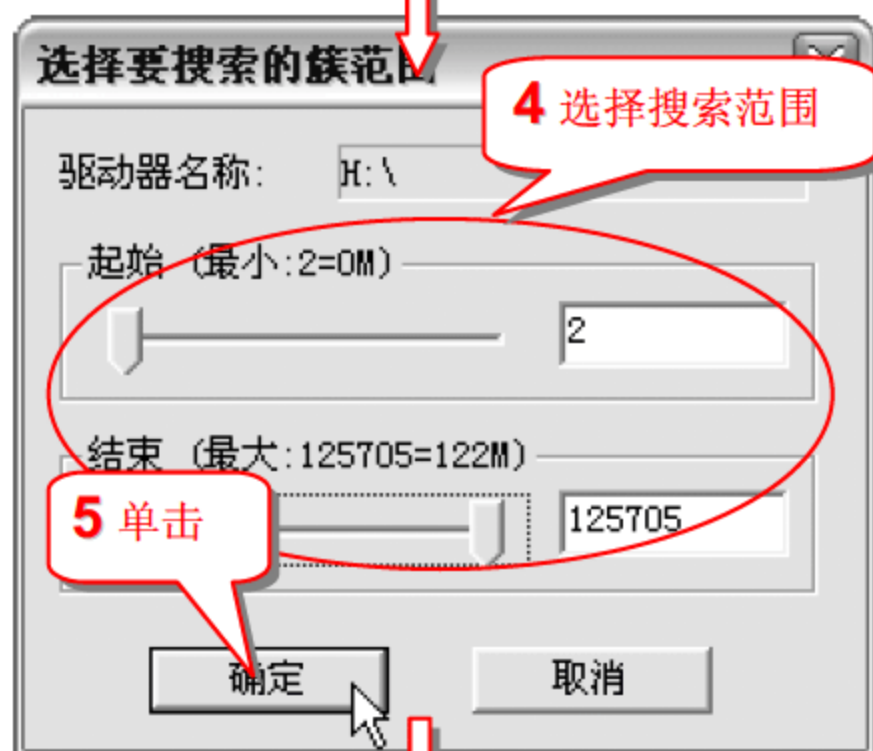 选择要搜索的簇范围
4 选择搜索范围
驱动器名称:
H:\
起始 (最小:2=0M)
2
结束 (最大:125705=122M)
125705
5 单击
确定
取消